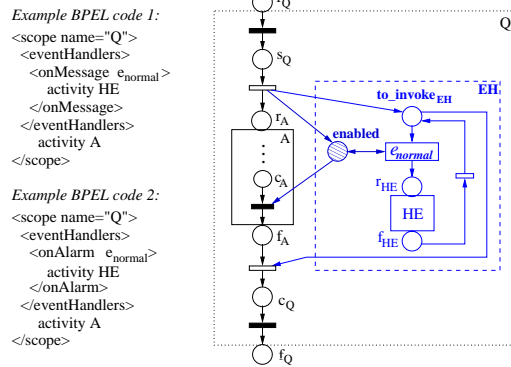 Example BPEL code 1:
<scope name="Q">
<eventHandlers>
<onMessage e_normal>
activity HE
</onMessage>
</eventHandlers>
activity A
</scope>
Example BPEL code 2:
<scope name="Q">
<eventHandlers>
<onAlarm e_normal>
activity HE
</onAlarm>
</eventHandlers>
activity A
</scope>
r_Q
Q
s_Q
r_A
A
c_A
f_A
c_Q
f_Q
EH
to_invoke_EH
enabled
e_normal
r_HE
HE
f_HE